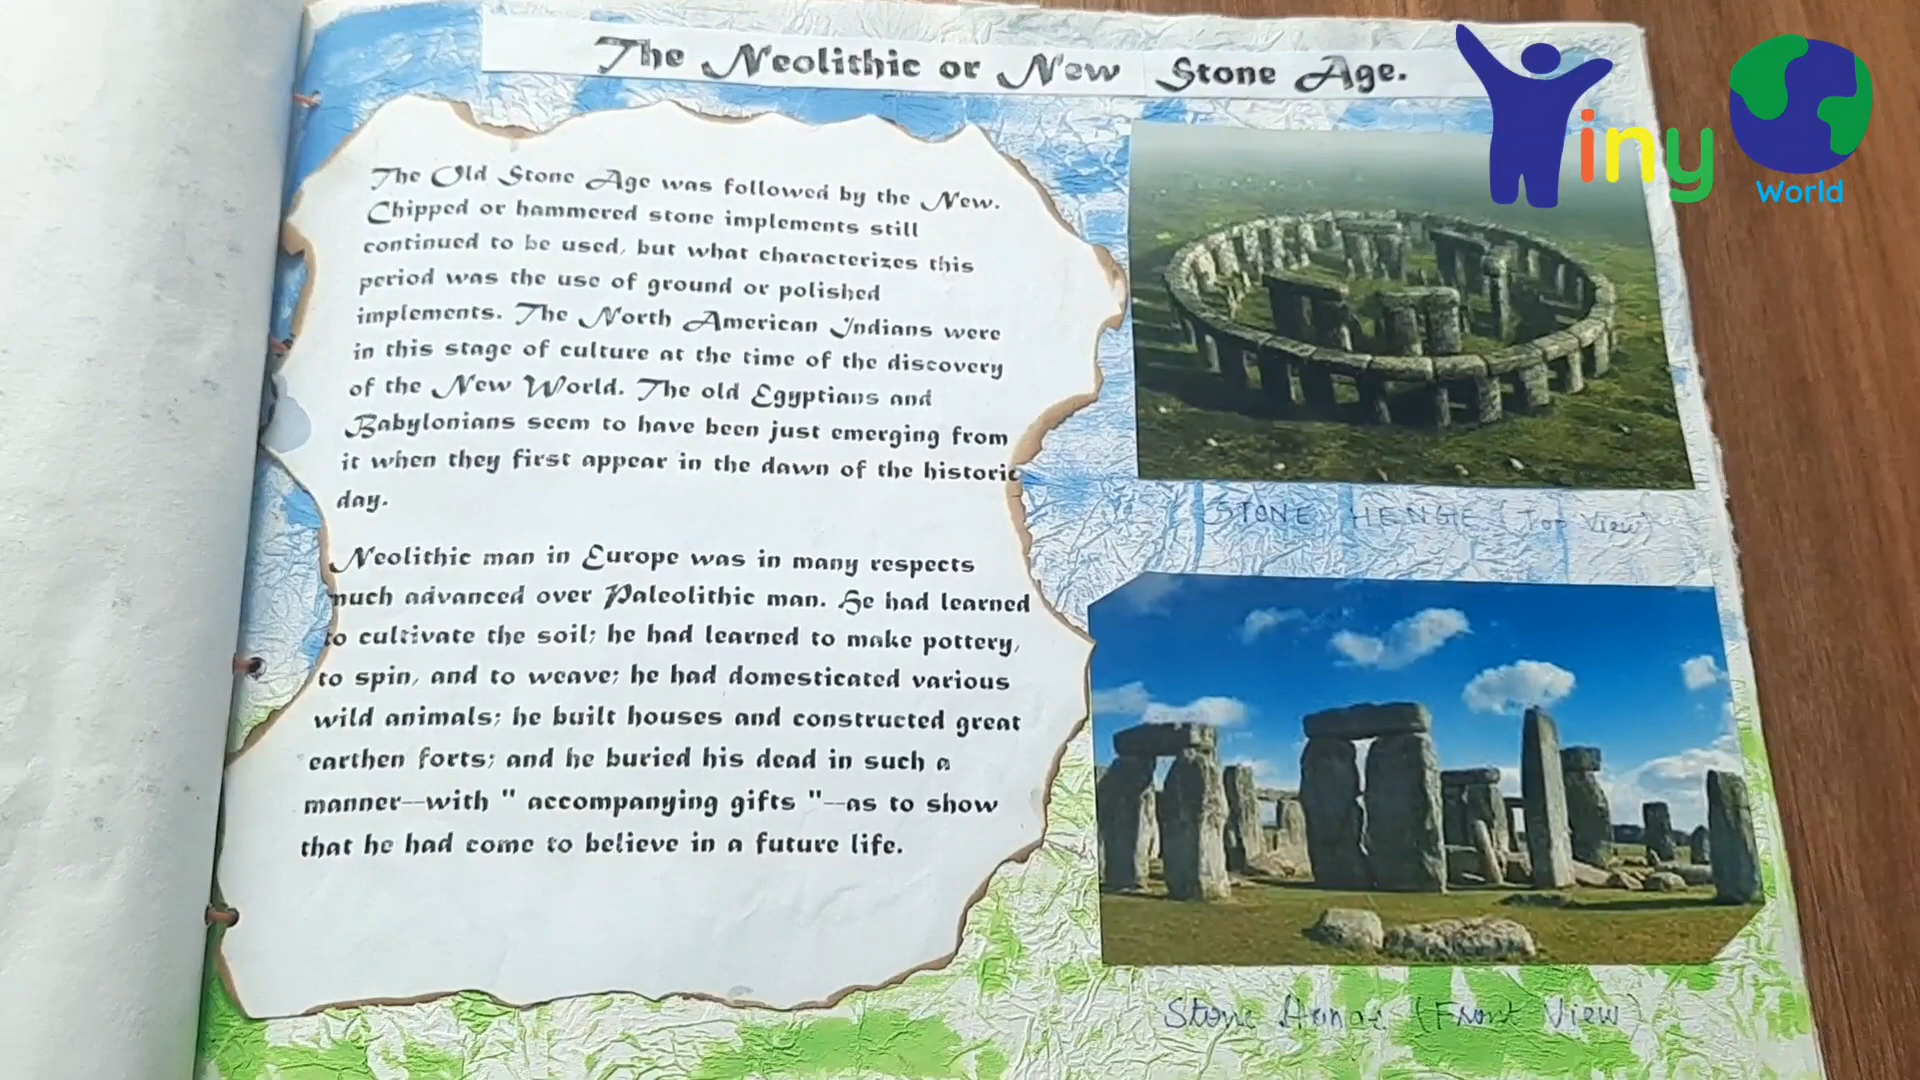 The Neolithic or New Stone Age.
Tiny
World
The Old Stone Age was followed by the New.
Chipped or hammered stone implements still
continued to be used, but what characterizes this
period was the use of ground or polished
implements. The North American Indians were
in this stage of culture at the time of the discovery
of the New World. The old Egyptians and
Babylonians seem to have been just emerging from
it when they first appear in the dawn of the historic
day.
Neolithic man in Europe was in many respects
much advanced over Paleolithic man. He had learned
to cultivate the soil; he had learned to make pottery,
to spin, and to weave; he had domesticated various
wild animals; he built houses and constructed great
earthen forts; and he buried his dead in such a
manner—with " accompanying gifts "—as to show
that he had come to believe in a future life.
STONE HENGE (Top View)
Stone Henge (Front View)